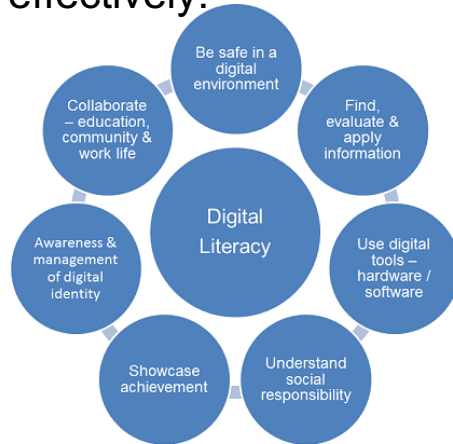 effectively.
Be safe in a
digital
environment
Find,
evaluate &
apply
information
Use digital
tools –
hardware /
software
Understand
social
responsibility
Showcase
achievement
Awareness &
management
of digital
identity
Collaborate
– education,
community &
work life
Digital
Literacy